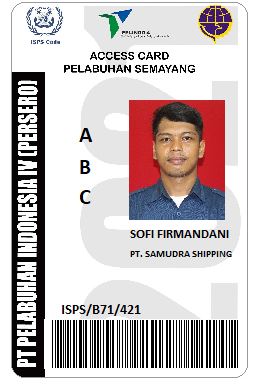 ISPS Code
PELINDO 4
ACCESS CARD
PELABUHAN SEMAYANG
PT PELABUHAN INDONESIA IV (PERSERO)
A
B
C
SOFI FIRMANDANI
PT. SAMUDRA SHIPPING
ISPS/B71/421